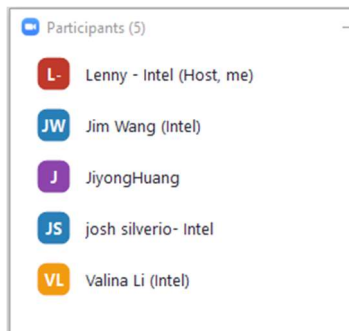 Participants (5)
L- Lenny - Intel (Host, me)
JW Jim Wang (Intel)
J JiyongHuang
JS josh silverio- Intel
VL Valina Li (Intel)